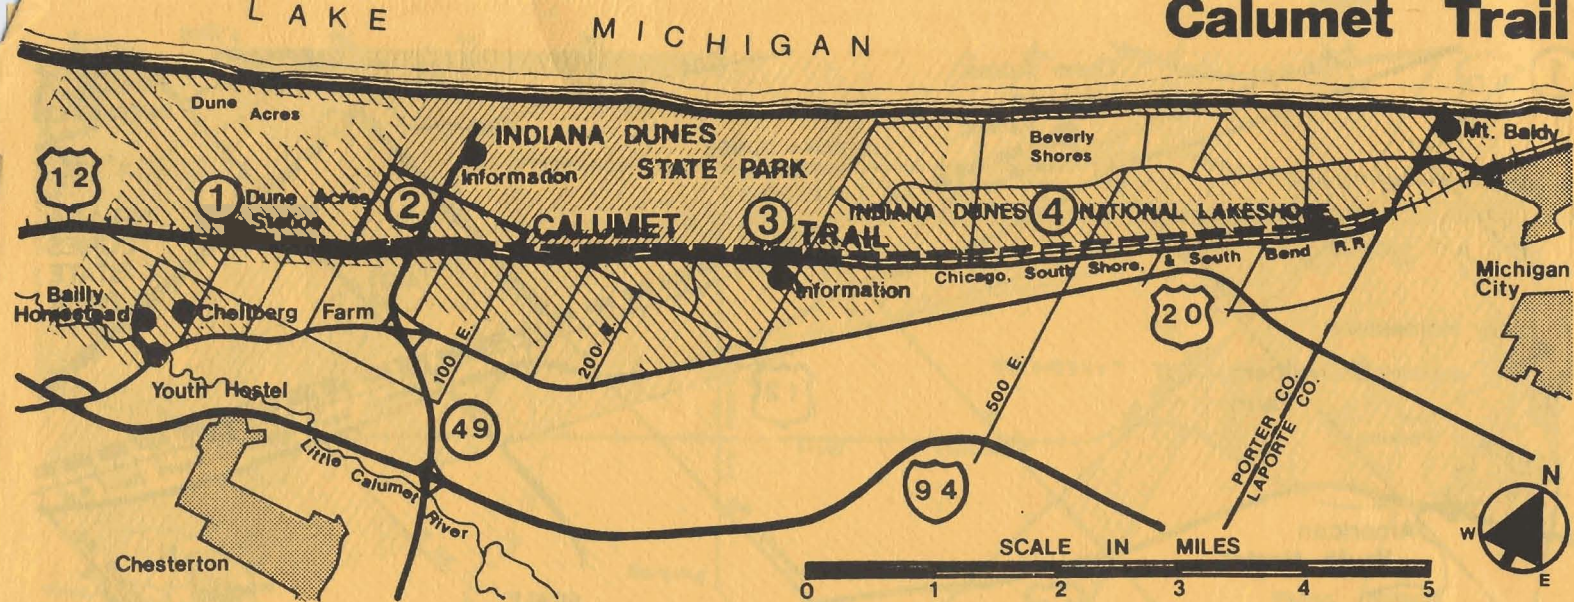 Calumet Trail
LAKE MICHIGAN
Dune
Acres
INDIANA DUNES
STATE PARK
Information
Beverly
Shores
Mt. Baldy
12
1
Dune Acres
Station
2
CALUMET
3
TRAIL
INDIANA DUNES
4
NATIONAL LAKESHORE
Chicago, South Shore, & South Bend R.R
Information
Michigan
City
Bailly
Homestead
Chellberg Farm
20
100 E.
200 E.
500 E.
Youth Hostel
49
PORTER CO.
LAPORTE CO.
Little Calumet River
94
Chesterton
SCALE IN MILES
0 1 2 3 4 5
N
W
E